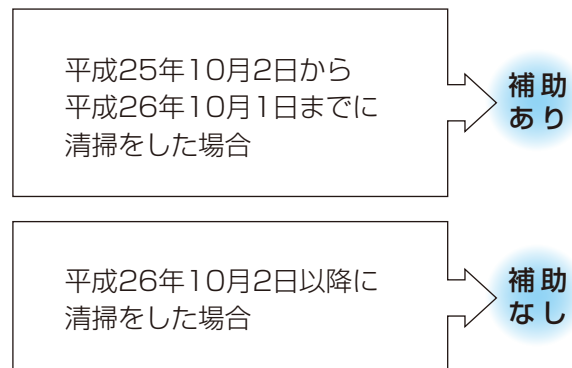 平成25年10月2日から
平成26年10月1日までに
清掃をした場合
補助
あり
平成26年10月2日以降に
清掃をした場合
補助
なし